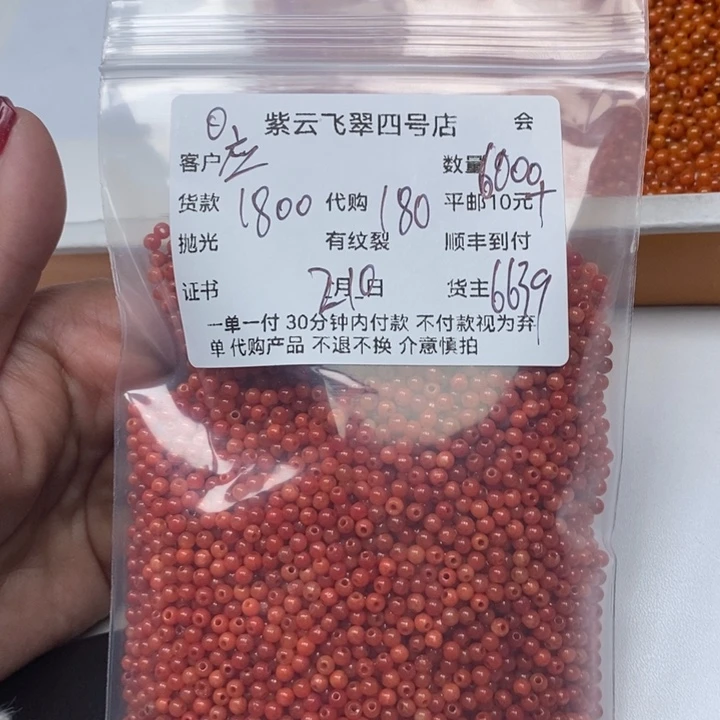 紫云飞翠四号店 会
客户 应 数量 6000+
货款 1800 代购 180 平邮10元
抛光 有纹裂 顺丰到付
证书 2月10日 货主 6639
一单一付 30分钟内付款 不付款视为弃
单 代购产品 不退不换 介意慎拍